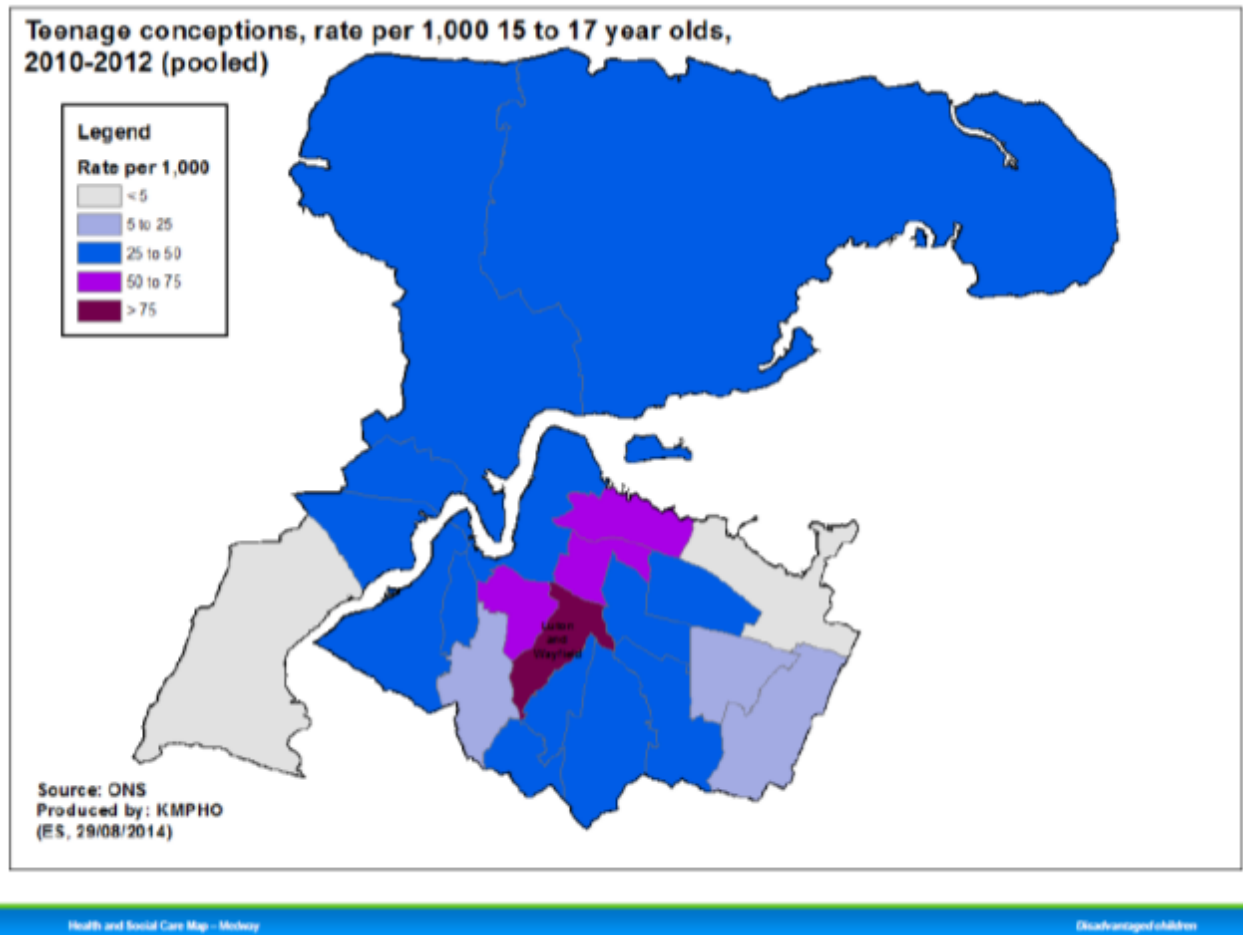 Teenage conceptions, rate per 1,000 15 to 17 year olds,
2010-2012 (pooled)
Legend
Rate per 1,000
<5
5 to 25
25 to 50
50 to 75
>75
Luton
and
Wayfield
Source: ONS
Produced by: KMPHO
(ES, 29/08/2014)
Health and Social Care Map – Medway
Disadvantaged children